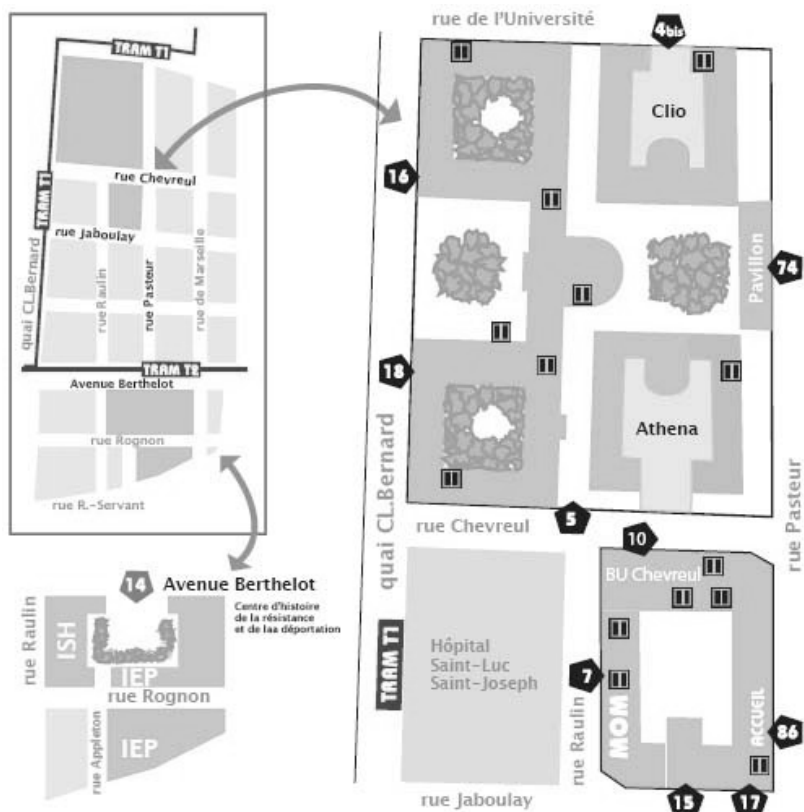 TRAM T1
rue Chevreul
TRAM T1
rue Jaboulay
quai CL.Bernard
rue Raulin
rue Pasteur
rue de Marseille
TRAM T2
Avenue Berthelot
rue Rognon
rue R.-Servant
14 Avenue Berthelot
Centre d'histoire
de la résistance
et de laa déportation
rue Raulin
ISH
IEP
rue Rognon
rue Appleton
IEP
rue de l'Université
4bis
Clio
16
Pavillon
74
18
Athena
quai CL.Bernard
rue Chevreul
5
rue Pasteur
10
BU Chevreul
TRAM T1
Hôpital
Saint-Luc
Saint-Joseph
7
rue Raulin
MOM
ACCUEIL
86
rue Jaboulay
15
17